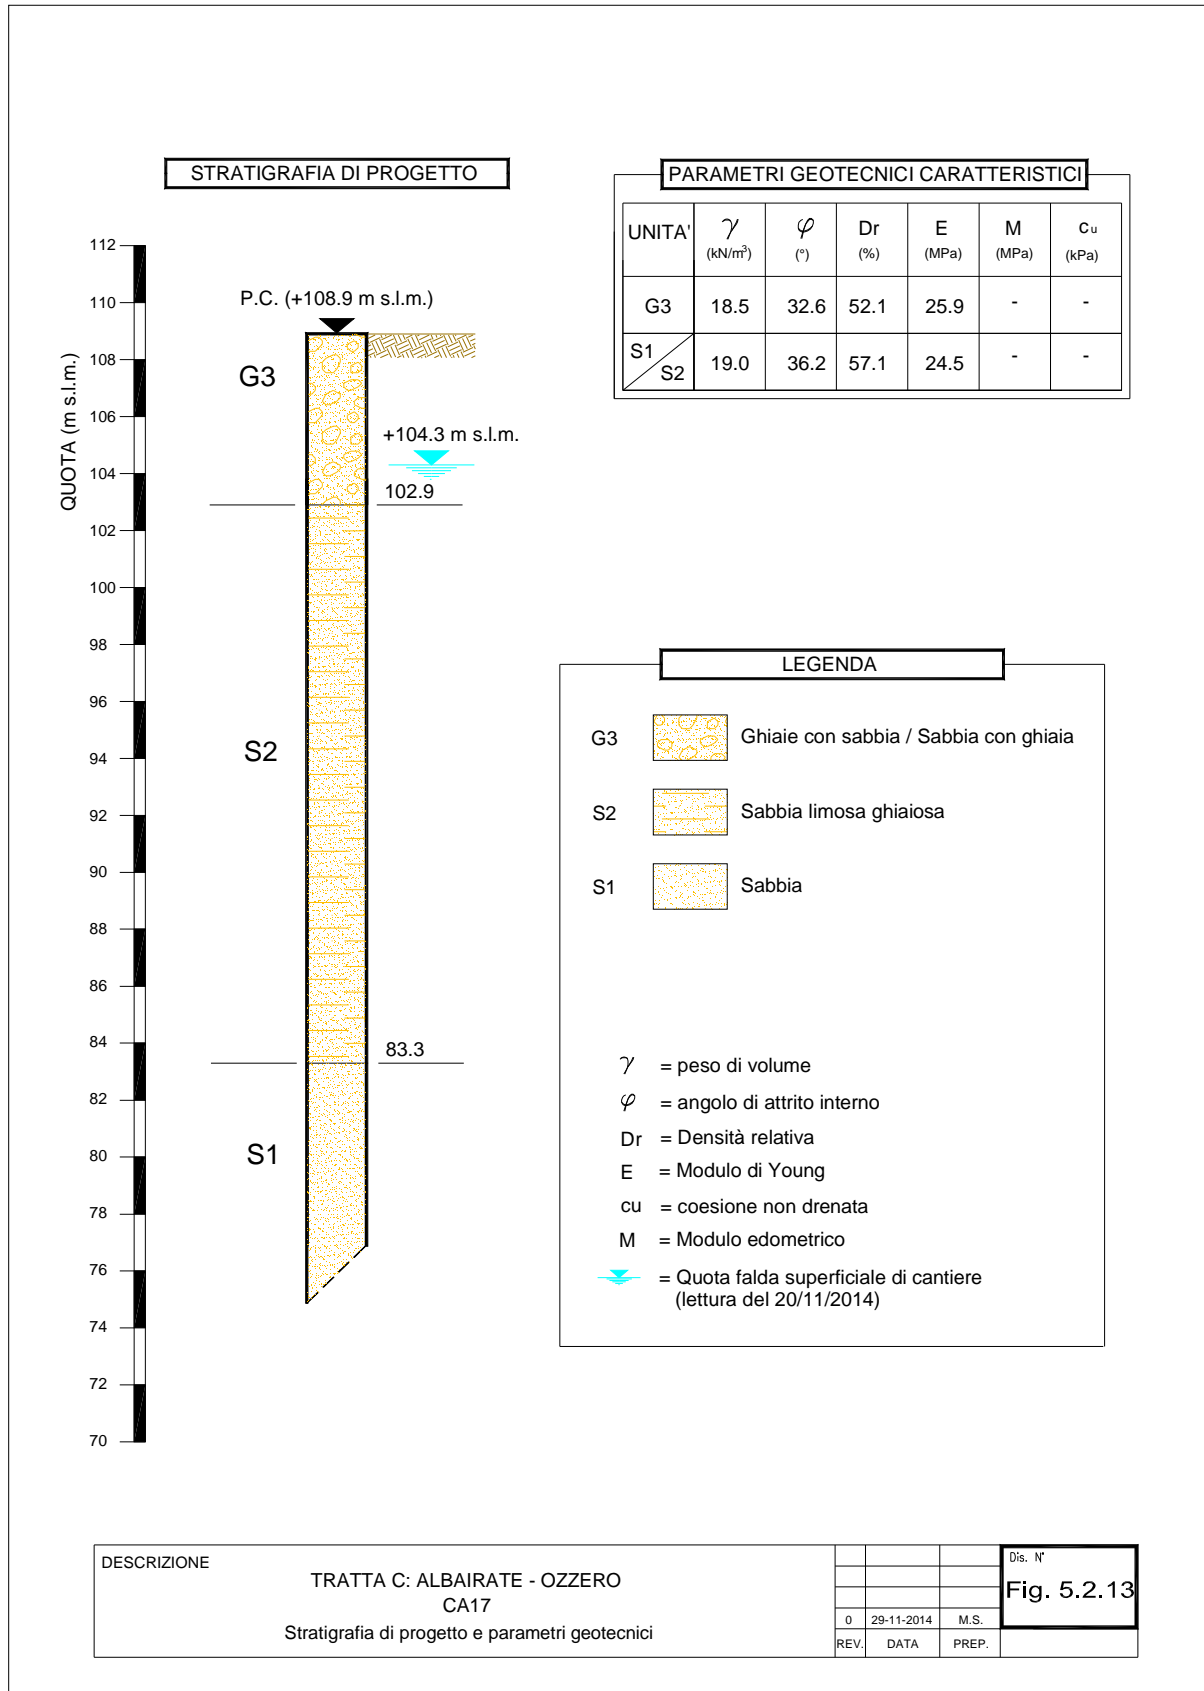 STRATIGRAFIA DI PROGETTO
PARAMETRI GEOTECNICI CARATTERISTICI
UNITA' γ (kN/m³) φ (°) Dr (%) E (MPa) M (MPa) cu (kPa)
G3 18.5 32.6 52.1 25.9 - -
S1/S2 19.0 36.2 57.1 24.5 - -
QUOTA (m s.l.m.)
112
110
108
106
104
102
100
98
96
94
92
90
88
86
84
82
80
78
76
74
72
70
P.C. (+108.9 m s.l.m.)
G3
+104.3 m s.l.m.
102.9
S2
83.3
S1
LEGENDA
G3 Ghiaie con sabbia / Sabbia con ghiaia
S2 Sabbia limosa ghiaiosa
S1 Sabbia
γ = peso di volume
φ = angolo di attrito interno
Dr = Densità relativa
E = Modulo di Young
cu = coesione non drenata
M = Modulo edometrico
= Quota falda superficiale di cantiere
(lettura del 20/11/2014)
DESCRIZIONE
TRATTA C: ALBAIRATE - OZZERO
CA17
Stratigrafia di progetto e parametri geotecnici
0 29-11-2014 M.S.
REV. DATA PREP.
Dis. N°
Fig. 5.2.13